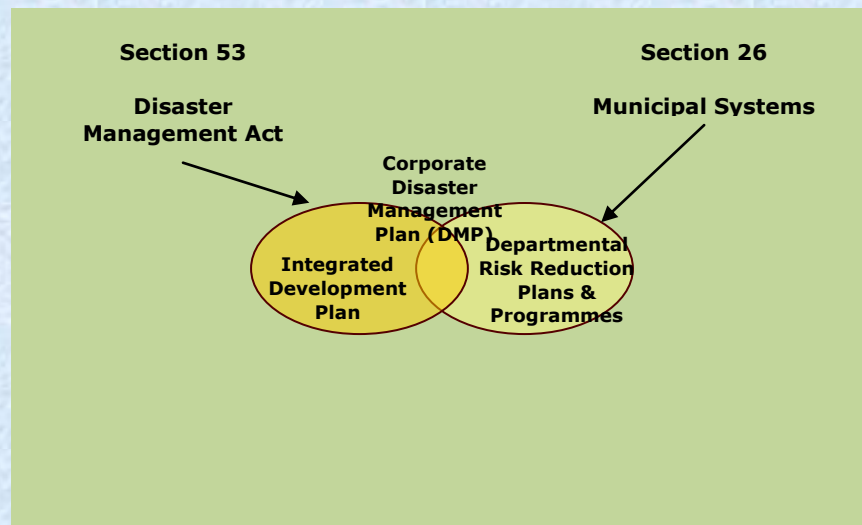 Section 53
Disaster
Management Act
Section 26
Municipal Systems
Corporate
Disaster
Management
Plan (DMP)
Integrated
Development
Plan
Departmental
Risk Reduction
Plans &
Programmes